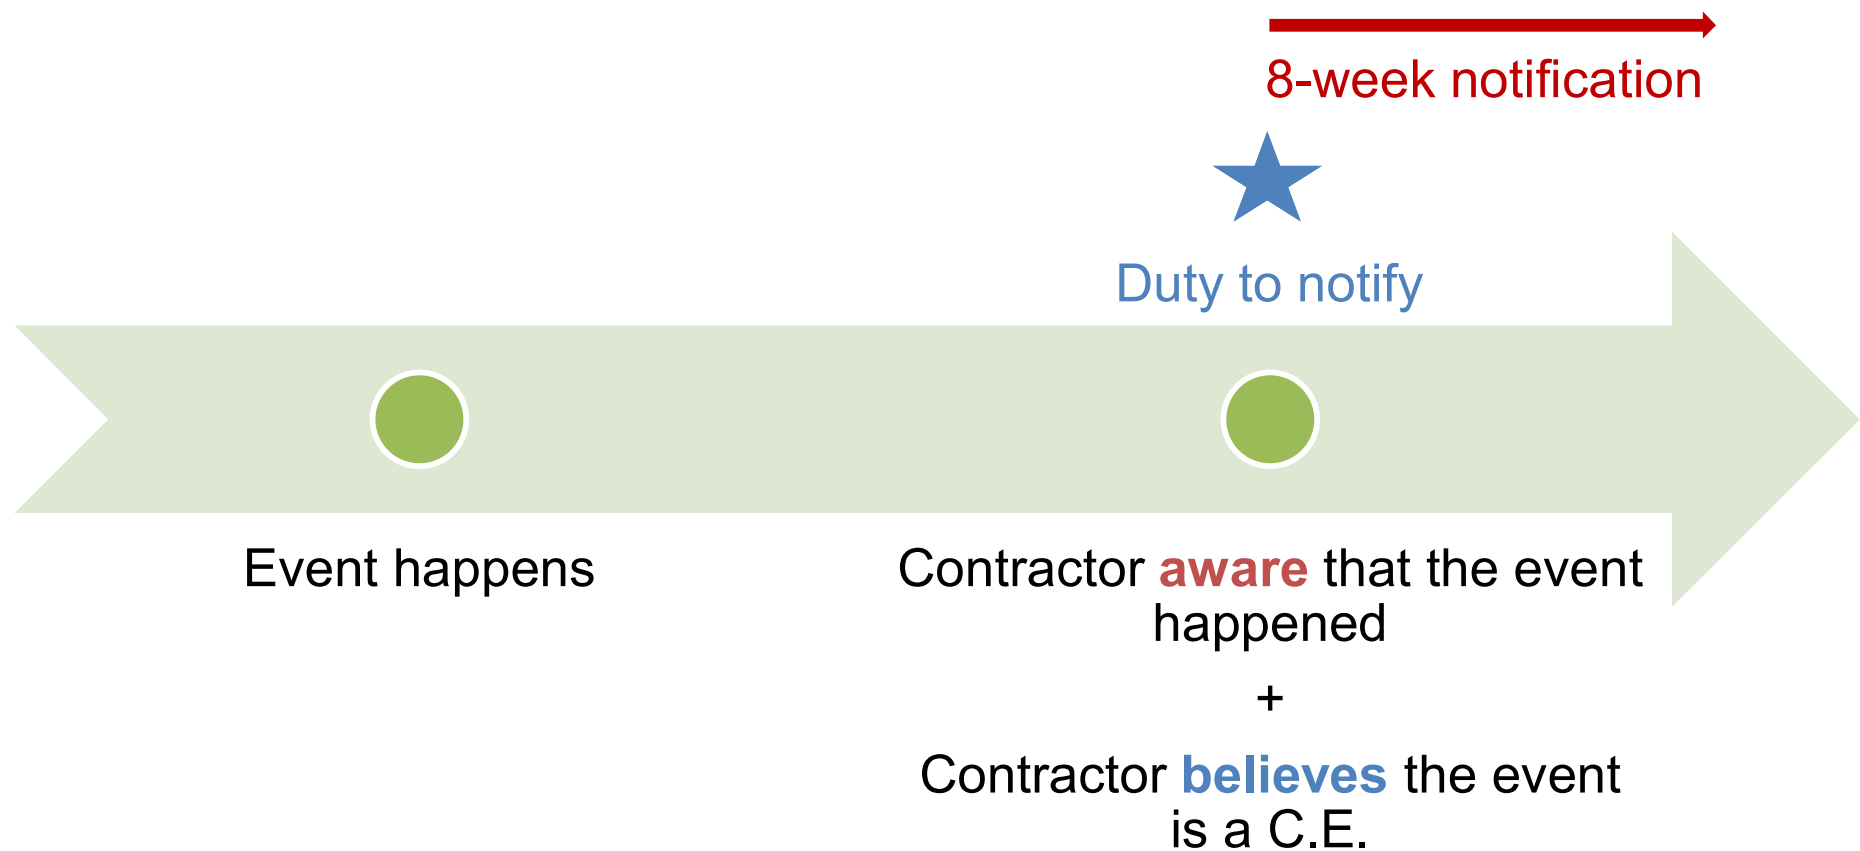 8-week notification
Duty to notify
Event happens
Contractor aware that the event
happened
+
Contractor believes the event
is a C.E.